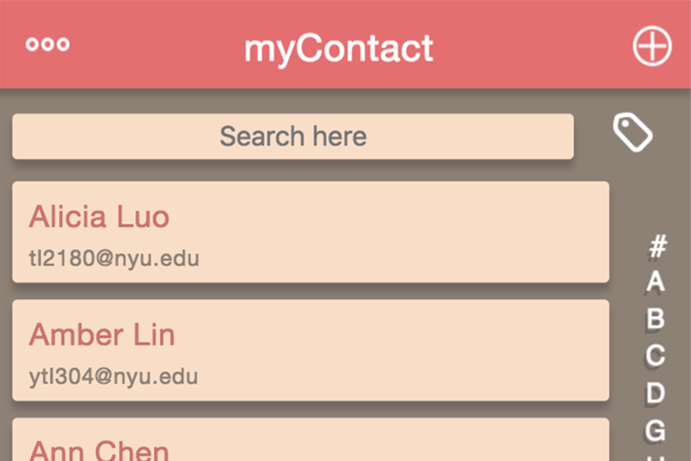 myContact
Search here
Alicia Luo
tl2180@nyu.edu
Amber Lin
ytl304@nyu.edu
Ann Chen
#
A
B
C
D
G